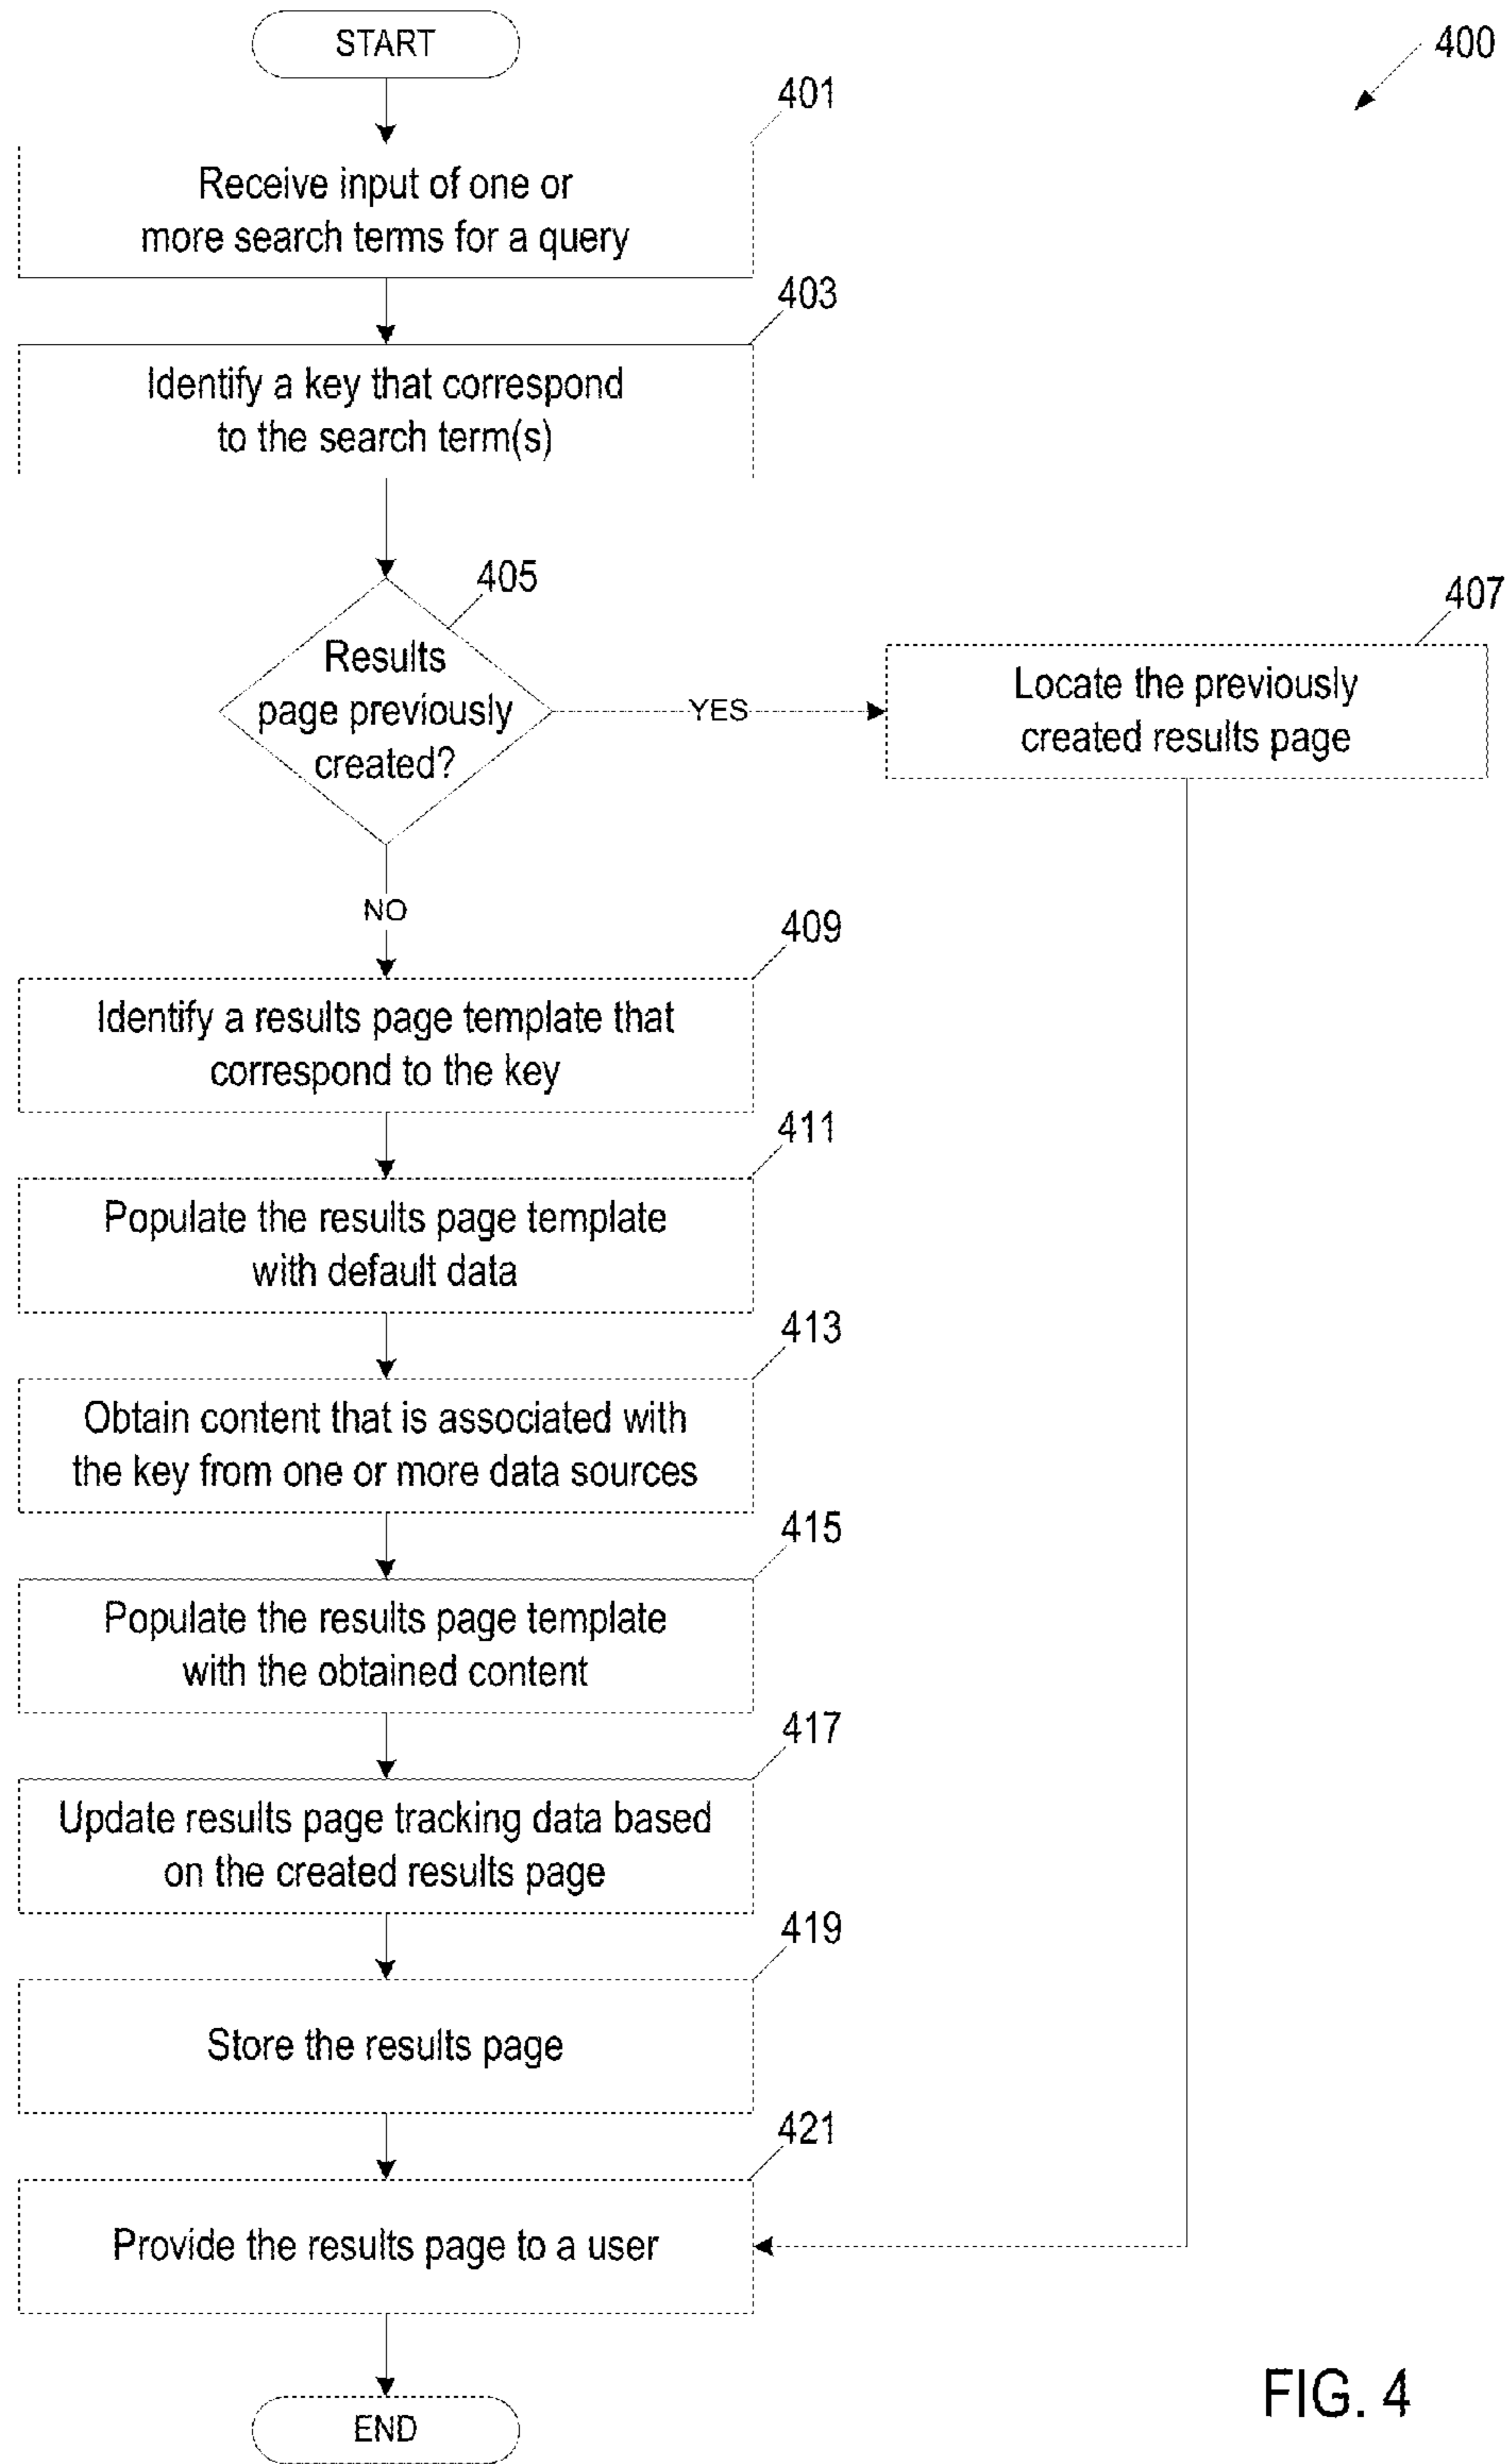 START
400
401
Receive input of one or
more search terms for a query
403
Identify a key that correspond
to the search term(s)
405
Results
page previously
created?
YES
407
Locate the previously
created results page
NO
409
Identify a results page template that
correspond to the key
411
Populate the results page template
with default data
413
Obtain content that is associated with
the key from one or more data sources
415
Populate the results page template
with the obtained content
417
Update results page tracking data based
on the created results page
419
Store the results page
421
Provide the results page to a user
END
FIG. 4